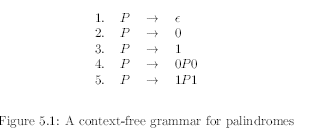 1. P → ϵ
2. P → 0
3. P → 1
4. P → 0P0
5. P → 1P1
Figure 5.1: A context-free grammar for palindromes